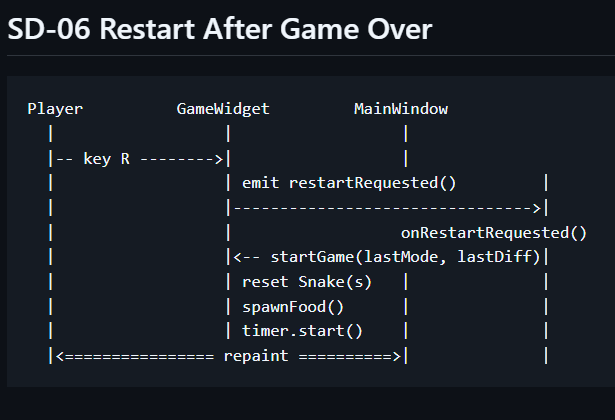 SD-06 Restart After Game Over
Player          GameWidget         MainWindow
  |                  |                  |
  |-- key R -------->|                  |
  |                  | emit restartRequested()         |
  |                  |-------------------------------->|
  |                  |                  onRestartRequested()
  |                  |<-- startGame(lastMode, lastDiff)|
  |                  | reset Snake(s)   |              |
  |                  | spawnFood()      |              |
  |                  | timer.start()    |              |
  |<================ repaint ==========>|              |